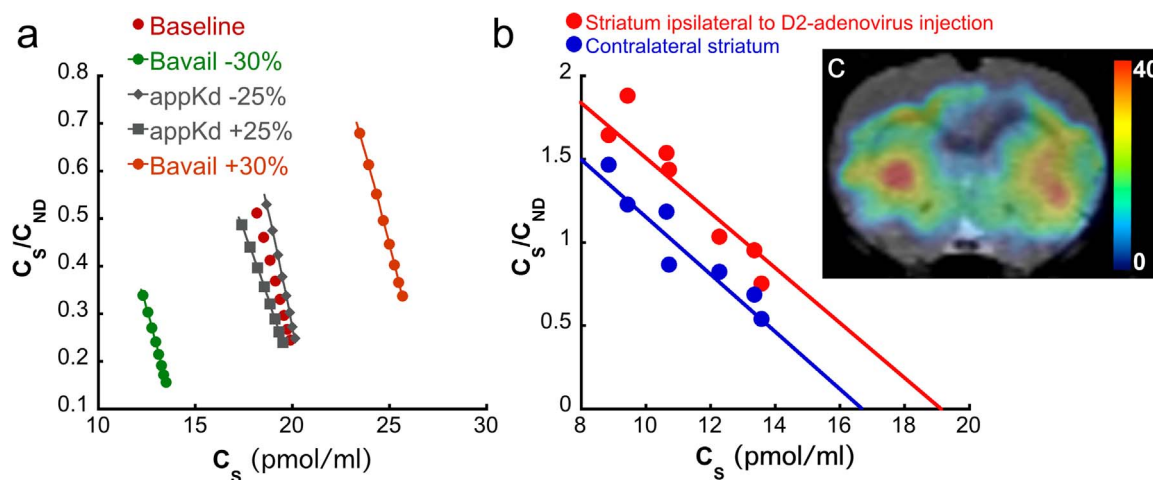 a
Baseline
Bavail -30%
appKd -25%
appKd +25%
Bavail +30%
0.8
0.7
0.6
0.5
0.4
0.3
0.2
0.1
Cs/CND
10 15 20 25 30
Cs (pmol/ml)
b
Striatum ipsilateral to D2-adenovirus injection
Contralateral striatum
2
1.5
1
0.5
0
Cs/CND
8 10 12 14 16 18 20
Cs (pmol/ml)
c
40
0